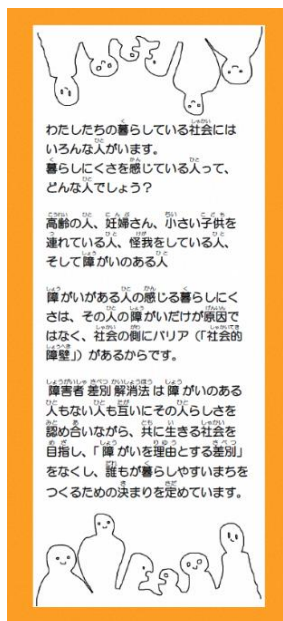 わたしたちの暮らしている社会には
いろんな人がいます。
暮らしにくさを感じている人って、
どんな人でしょう？
高齢の人、妊婦さん、小さい子供を
連れている人、怪我をしている人、
そして障がいのある人
障がいがある人の感じる暮らしにく
さは、その人の障がいだけが原因で
はなく、社会の側にバリア（「社会的
障壁」）があるからです。
障害者差別解消法は障がいのある
人もない人も互いにその人らしさを
認め合いながら、共に生きる社会を
目指し、「障がいを理由とする差別」
をなくし、誰もが暮らしやすいまちを
つくるための決まりを定めています。